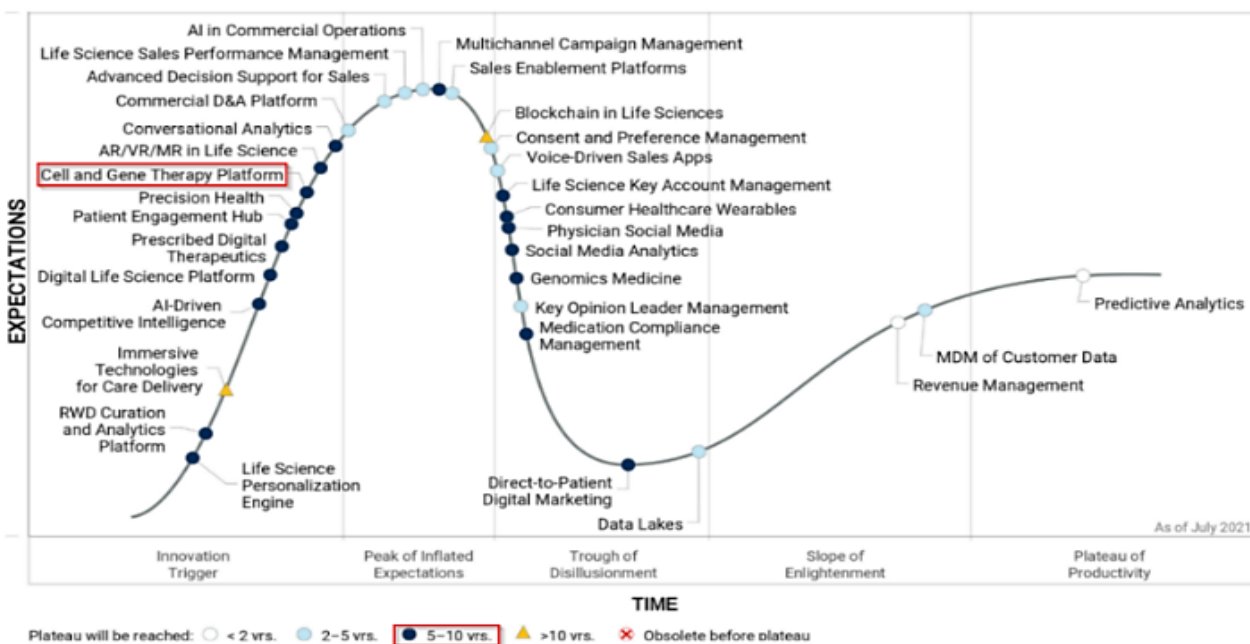 AI in Commercial Operations
Life Science Sales Performance Management
Advanced Decision Support for Sales
Commercial D&A Platform
Conversational Analytics
AR/VR/MR in Life Science
Cell and Gene Therapy Platform
Precision Health
Patient Engagement Hub
Prescribed Digital
Therapeutics
Digital Life Science Platform
AI-Driven
Competitive Intelligence
Immersive
Technologies
for Care Delivery
RWD Curation
and Analytics
Platform
Life Science
Personalization
Engine
Multichannel Campaign Management
Sales Enablement Platforms
Blockchain in Life Sciences
Consent and Preference Management
Voice-Driven Sales Apps
Life Science Key Account Management
Consumer Healthcare Wearables
Physician Social Media
Social Media Analytics
Genomics Medicine
Key Opinion Leader Management
Medication Compliance
Management
Direct-to-Patient
Digital Marketing
Data Lakes
Revenue Management
MDM of Customer Data
Predictive Analytics
EXPECTATIONS
As of July 2021
Innovation
Trigger
Peak of Inflated
Expectations
Trough of
Disillusionment
Slope of
Enlightenment
Plateau of
Productivity
TIME
Plateau will be reached: < 2 yrs. 2–5 yrs. 5–10 yrs. >10 yrs. Obsolete before plateau